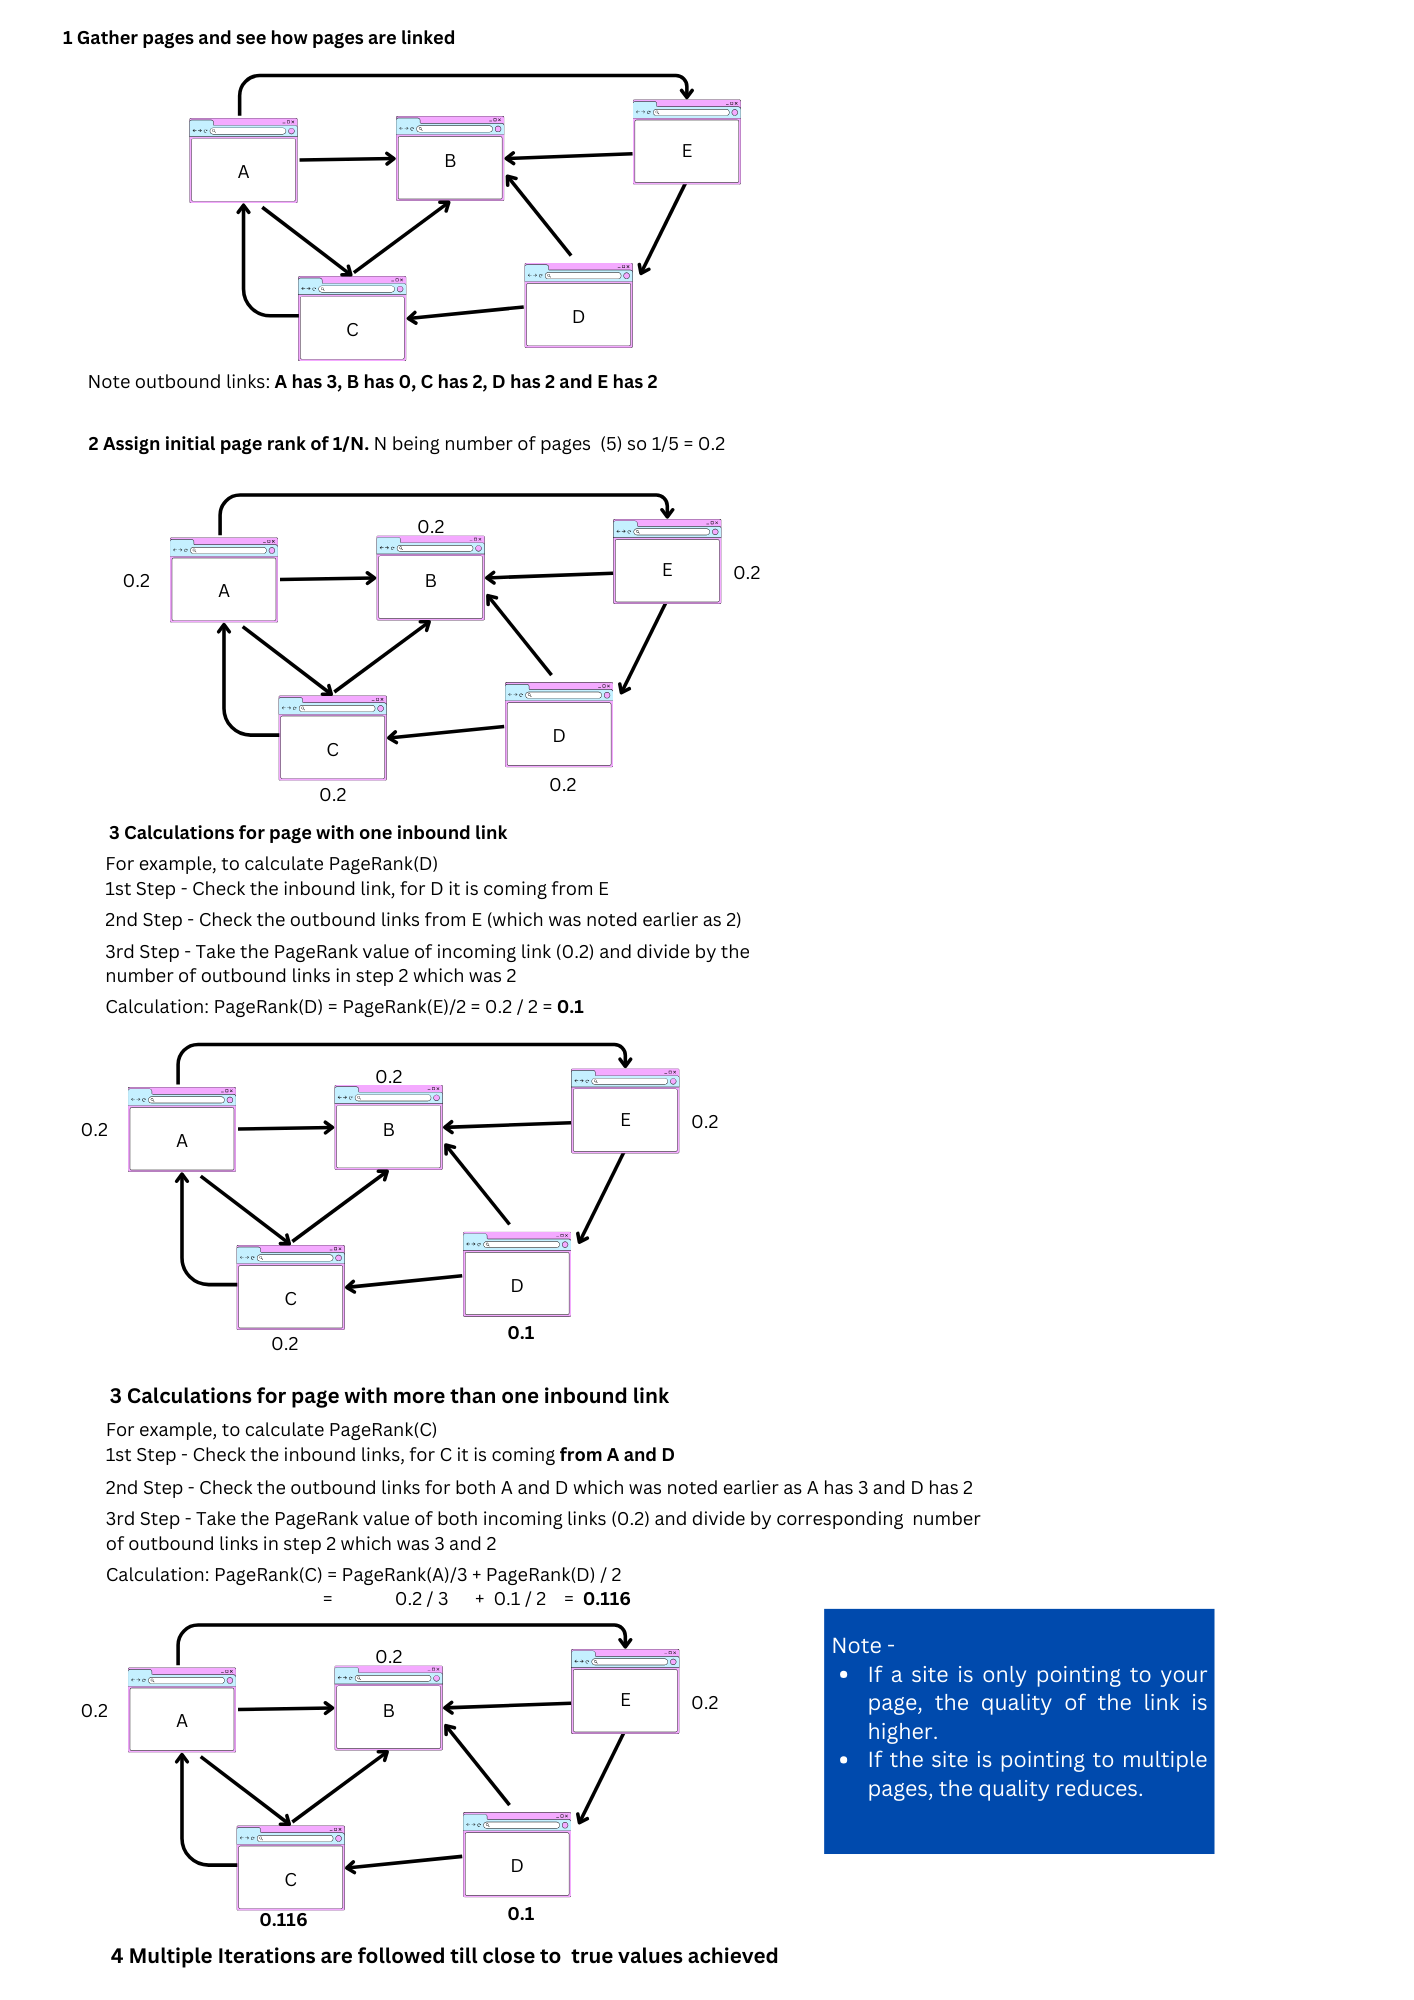 1 Gather pages and see how pages are linked
A
B
E
C
D
Note outbound links: A has 3, B has 0, C has 2, D has 2 and E has 2
2 Assign initial page rank of 1/N. N being number of pages (5) so 1/5 = 0.2
0.2
0.2
A
B
E
0.2
C
D
0.2
0.2
3 Calculations for page with one inbound link
For example, to calculate PageRank(D)
1st Step - Check the inbound link, for D it is coming from E
2nd Step - Check the outbound links from E (which was noted earlier as 2)
3rd Step - Take the PageRank value of incoming link (0.2) and divide by the
number of outbound links in step 2 which was 2
Calculation: PageRank(D) = PageRank(E)/2 = 0.2 / 2 = 0.1
0.2
0.2
A
B
E
0.2
C
D
0.2
0.1
3 Calculations for page with more than one inbound link
For example, to calculate PageRank(C)
1st Step - Check the inbound links, for C it is coming from A and D
2nd Step - Check the outbound links for both A and D which was noted earlier as A has 3 and D has 2
3rd Step - Take the PageRank value of both incoming links (0.2) and divide by corresponding number
of outbound links in step 2 which was 3 and 2
Calculation: PageRank(C) = PageRank(A)/3 + PageRank(D) / 2
= 0.2 / 3 + 0.1 / 2 = 0.116
0.2
0.2
A
B
E
0.2
C
D
0.116
0.1
Note -
• If a site is only pointing to your
page, the quality of the link is
higher.
• If the site is pointing to multiple
pages, the quality reduces.
4 Multiple Iterations are followed till close to true values achieved